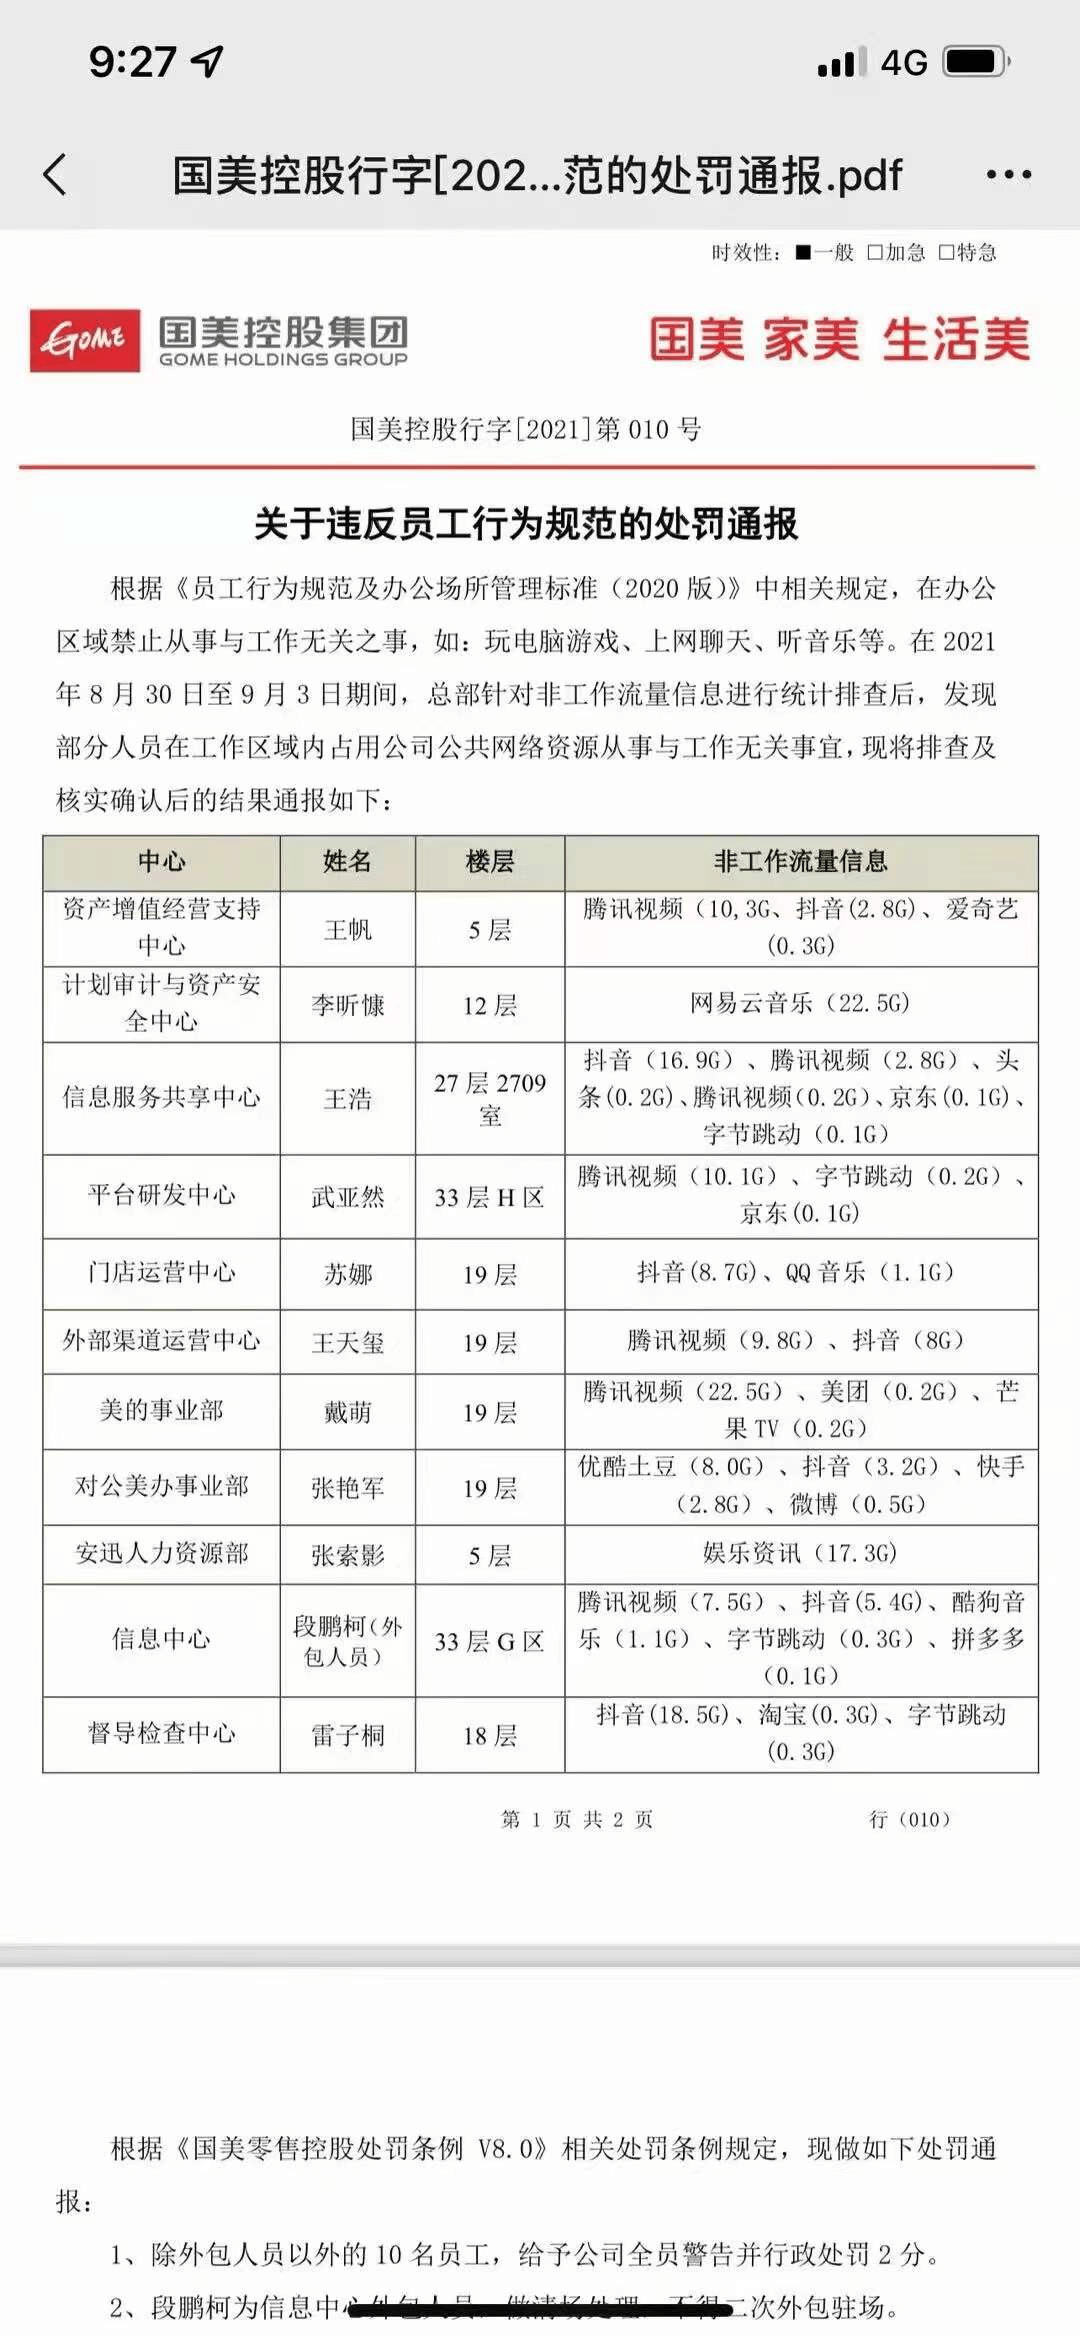 9:27
4G
国美控股行字[202...范的处罚通报.pdf
时效性：■一般 □加急 □特急
GOME 国美控股集团
GOME HOLDINGS GROUP
国美 家美 生活美
国美控股行字[2021]第 010 号
关于违反员工行为规范的处罚通报
根据《员工行为规范及办公场所管理标准（2020 版）》中相关规定，在办公
区域禁止从事与工作无关之事，如：玩电脑游戏、上网聊天、听音乐等。在 2021
年 8 月 30 日至 9 月 3 日期间，总部针对非工作流量信息进行统计排查后，发现
部分人员在工作区域内占用公司公共网络资源从事与工作无关事宜，现将排查及
核实确认后的结果通报如下：
中心 姓名 楼层 非工作流量信息
资产增值经营支持
中心
王帆
5 层
腾讯视频（10,3G、抖音(2.8G)、爱奇艺
(0.3G)
计划审计与资产安
全中心
李昕慷
12 层
网易云音乐（22.5G)
信息服务共享中心
王浩
27 层 2709
室
抖音（16.9G）、腾讯视频（2.8G）、头
条(0.2G)、腾讯视频(0.2G)、京东(0.1G)、
字节跳动（0.1G）
平台研发中心
武亚然
33 层 H 区
腾讯视频（10.1G）、字节跳动（0.2G）、
京东(0.1G)
门店运营中心
苏娜
19 层
抖音(8.7G)、QQ 音乐（1.1G）
外部渠道运营中心
王天玺
19 层
腾讯视频（9.8G）、抖音（8G）
美的事业部
戴萌
19 层
腾讯视频（22.5G）、美团（0.2G）、芒
果 TV（0.2G）
对公美办事业部
张艳军
19 层
优酷土豆（8.0G）、抖音（3.2G）、快手
（2.8G）、微博（0.5G）
安迅人力资源部
张索影
5 层
娱乐资讯（17.3G)
信息中心
段鹏柯（外
包人员）
33 层 G 区
腾讯视频（7.5G）、抖音(5.4G)、酷狗音
乐（1.1G）、字节跳动（0.3G）、拼多多
（0.1G）
督导检查中心
雷子桐
18 层
抖音(18.5G)、淘宝(0.3G)、字节跳动
(0.3G)
第 1 页 共 2 页 行（010）
根据《国美零售控股处罚条例 V8.0》相关处罚条例规定，现做如下处罚通
报：
1、除外包人员以外的 10 名员工，给予公司全员警告并行政处罚 2 分。
2、段鹏柯为信息中心外包人员，做清场处理，不得二次外包驻场。